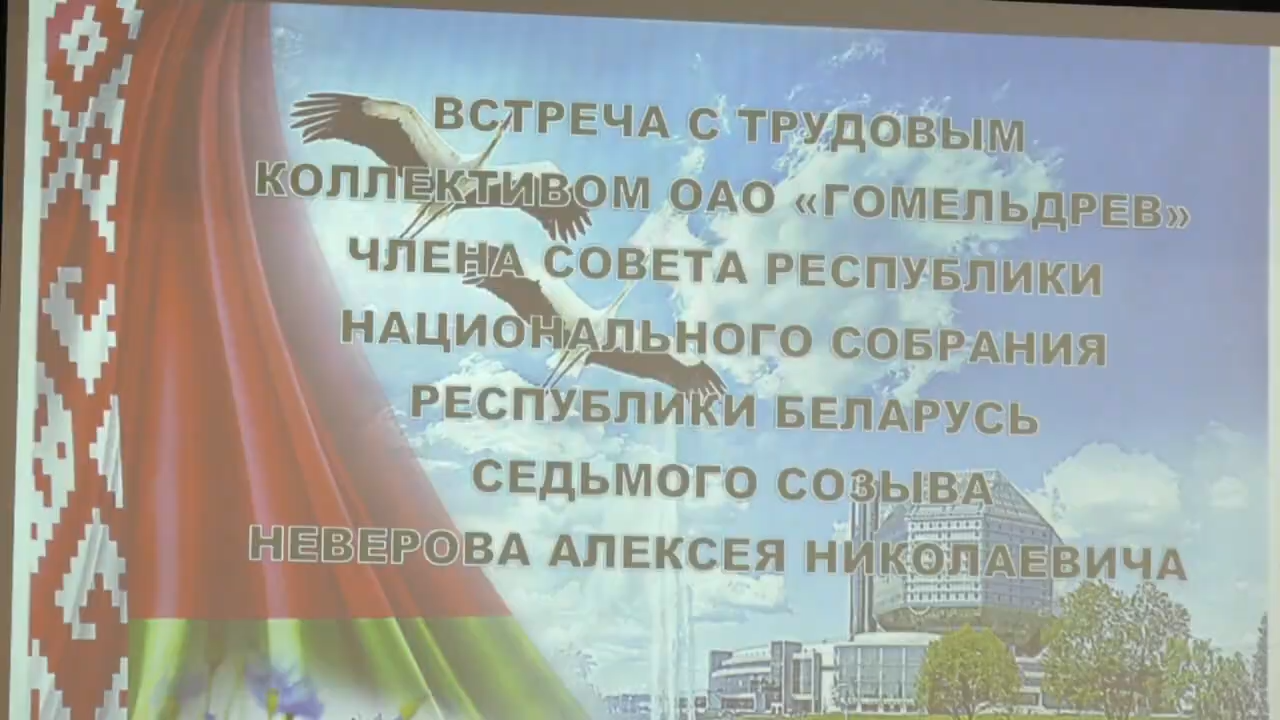 ВСТРЕЧА С ТРУДОВЫМ
КОЛЛЕКТИВОМ ОАО «ГОМЕЛЬДРЕВ»
ЧЛЕНА СОВЕТА РЕСПУБЛИКИ
НАЦИОНАЛЬНОГО СОБРАНИЯ
РЕСПУБЛИКИ БЕЛАРУСЬ
СЕДЬМОГО СОЗЫВА
НЕВЕРОВА АЛЕКСЕЯ НИКОЛАЕВИЧА